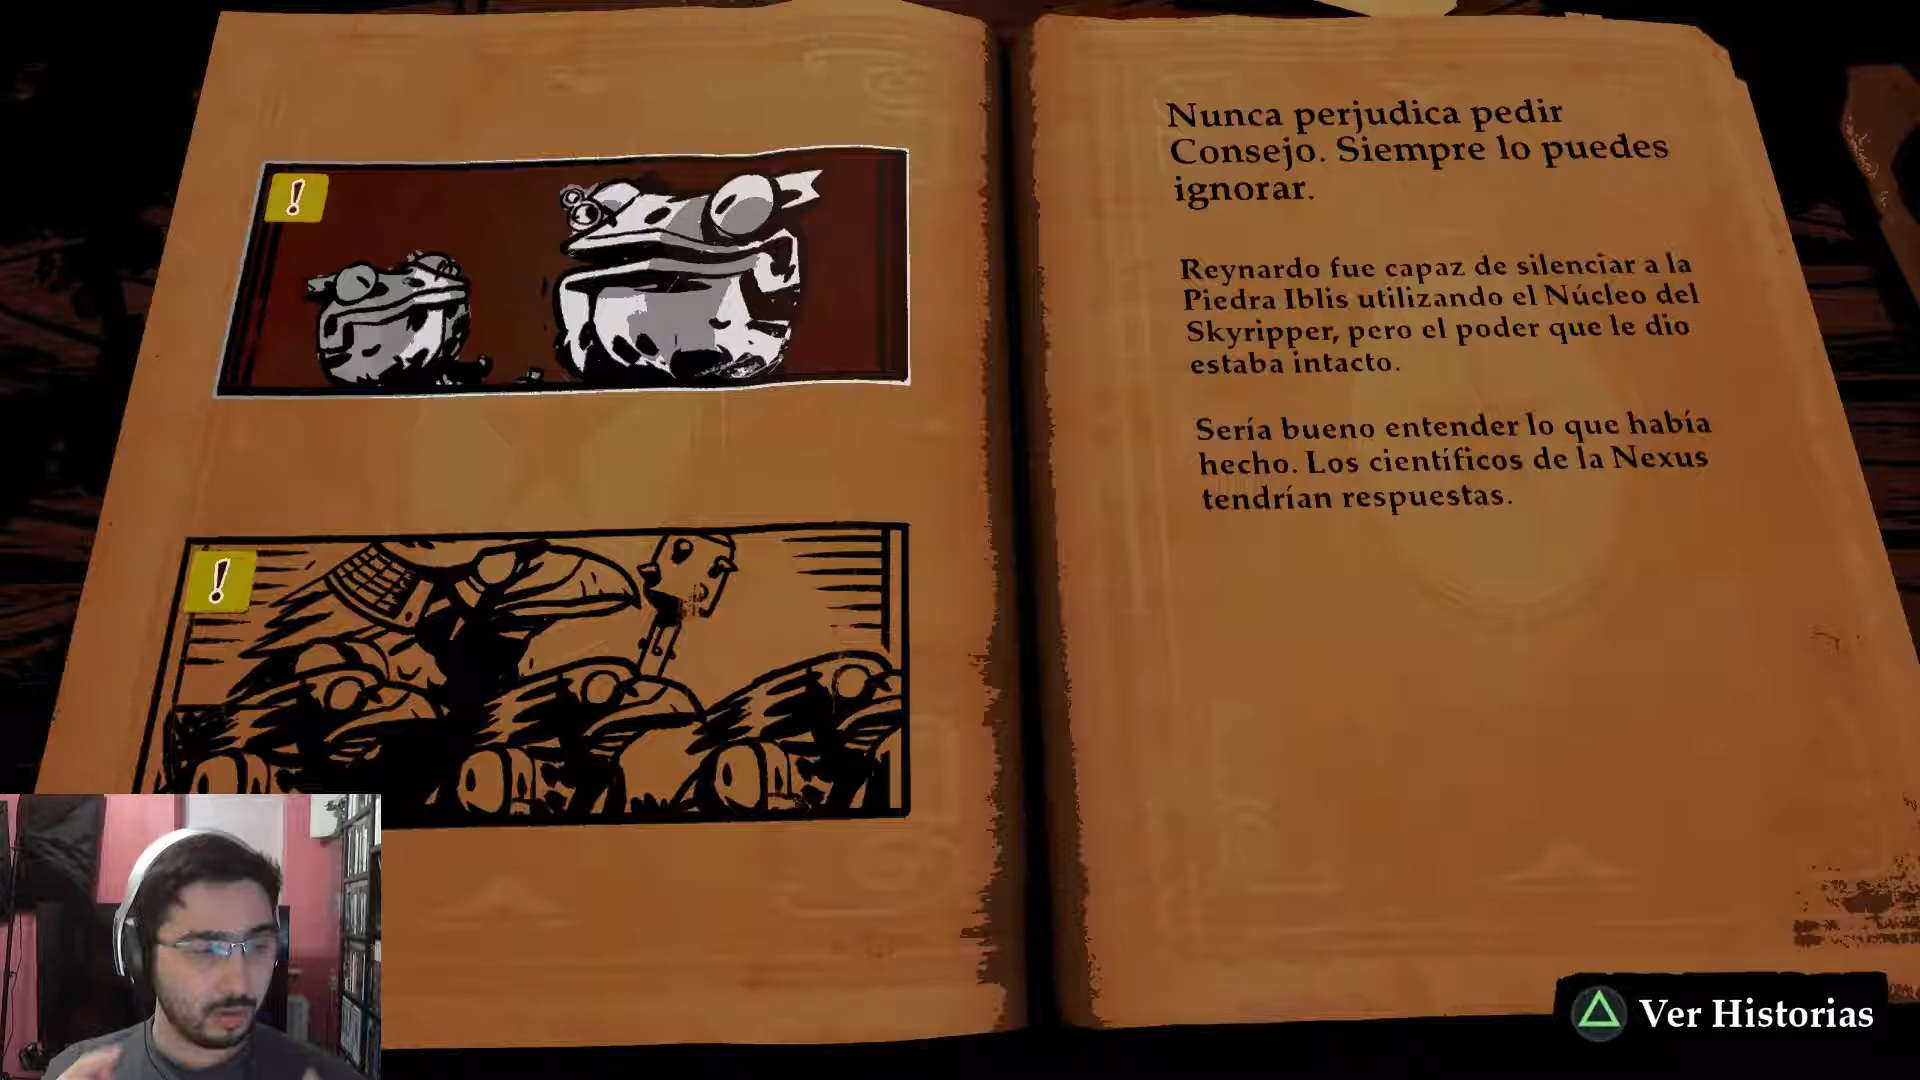 !
!
Nunca perjudica pedir
Consejo. Siempre lo puedes
ignorar.
Reynardo fue capaz de silenciar a la
Piedra Iblis utilizando el Núcleo del
Skyripper, pero el poder que le dio
estaba intacto.
Sería bueno entender lo que había
hecho. Los científicos de la Nexus
tendrían respuestas.
Ver Historias